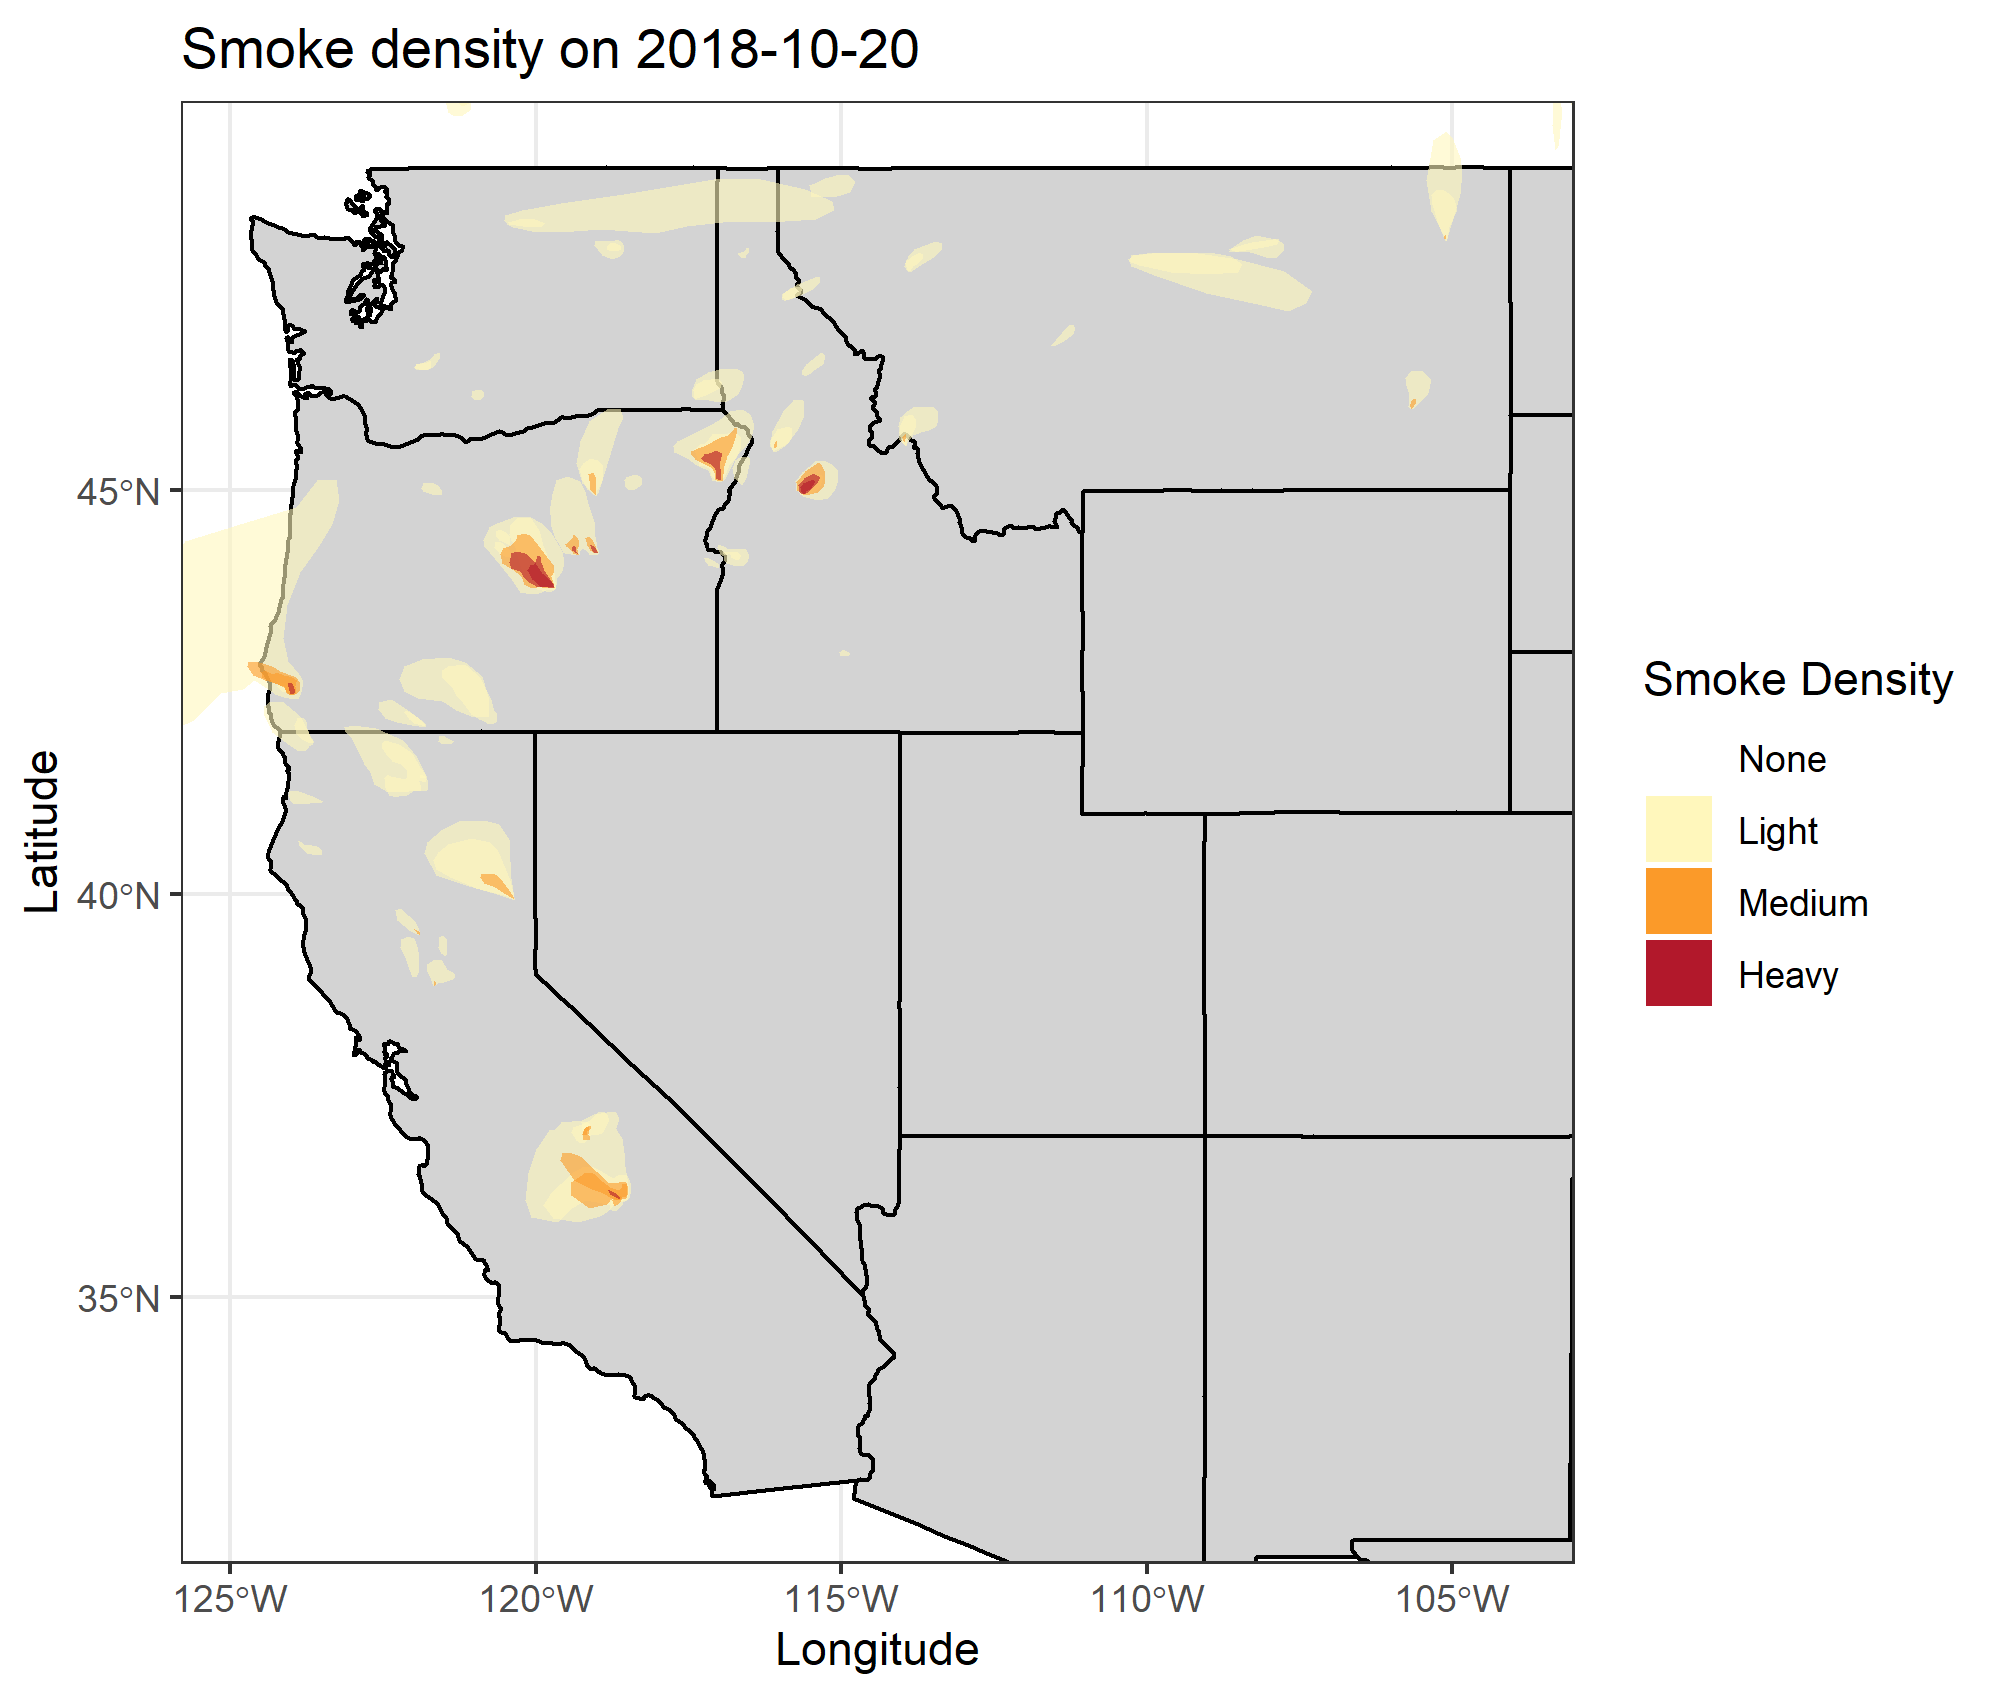 Smoke density on 2018-10-20
45°N
40°N
35°N
Latitude
125°W
120°W
115°W
110°W
105°W
Longitude
Smoke Density
None
Light
Medium
Heavy